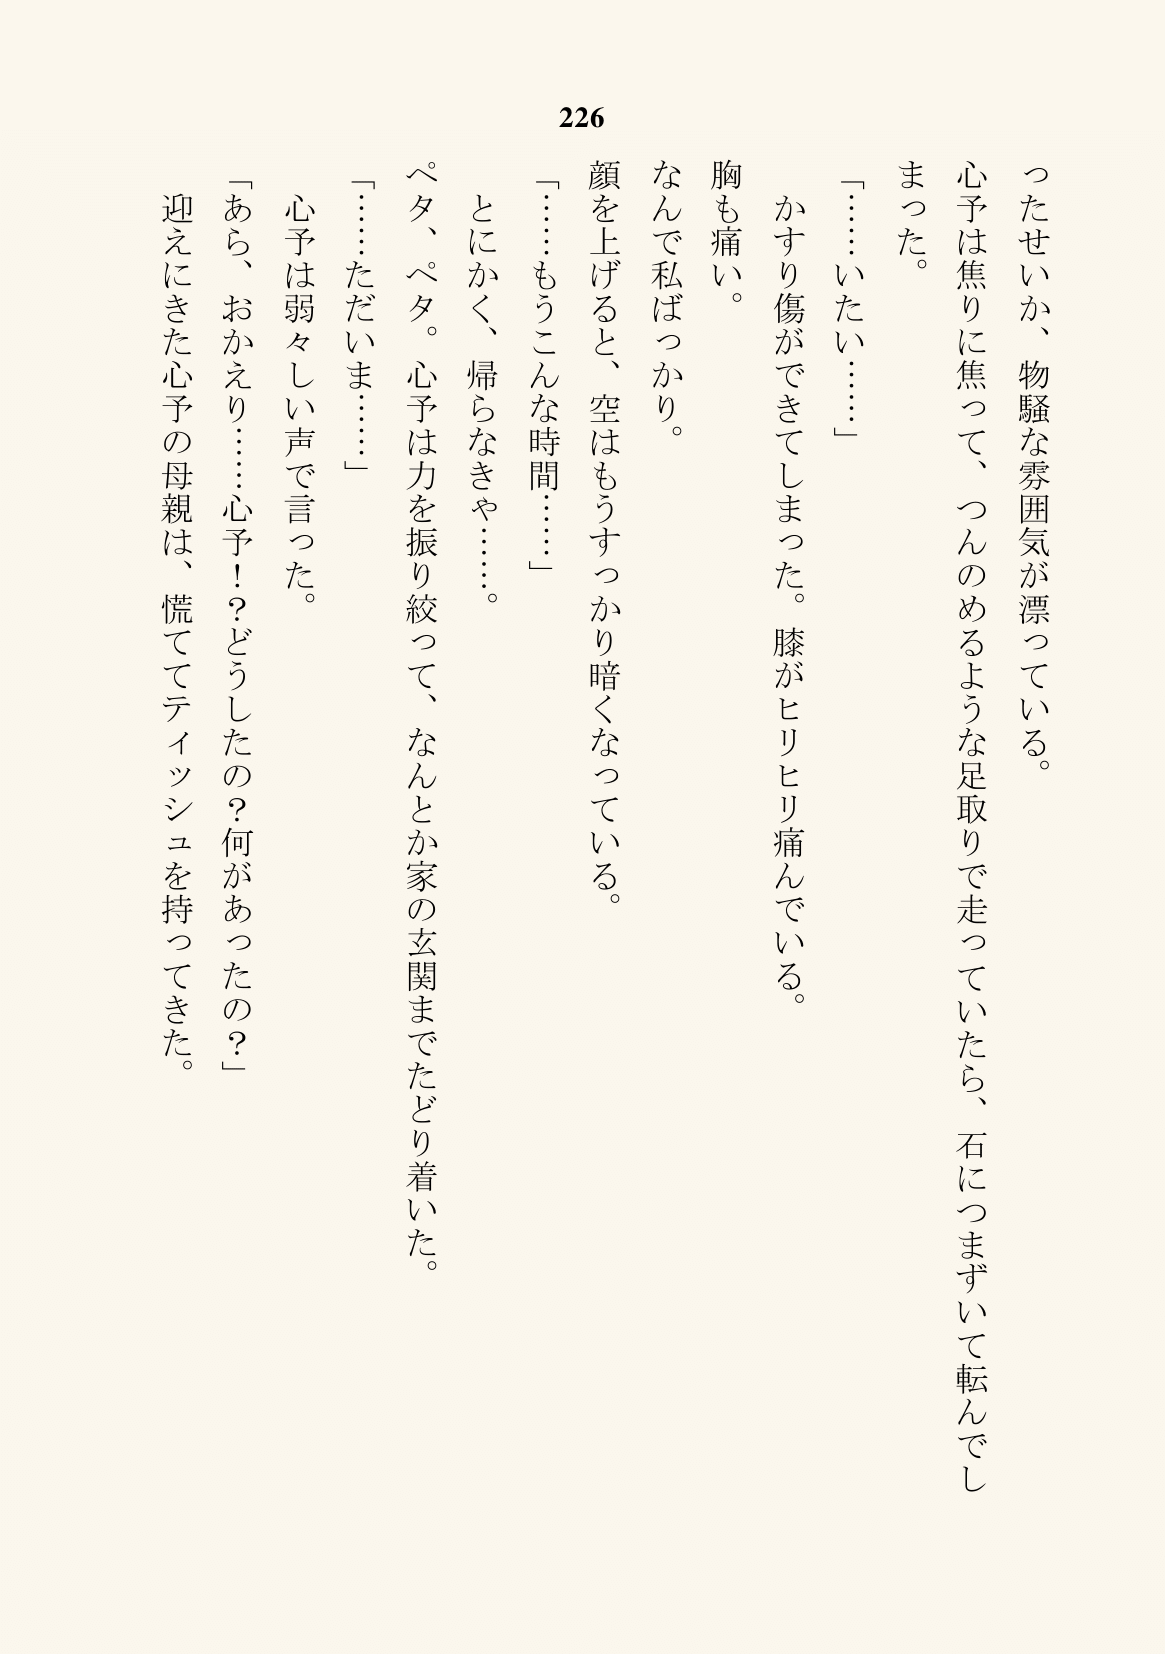 226
ったせいか、物騒な雰囲気が漂っている。
心予は焦りに焦って、つんのめるような足取りで走っていたら、石につまずいて転んでし
まった。
「……いたい……」
　かすり傷ができてしまった。膝がヒリヒリ痛んでいる。
胸も痛い。
なんで私ばっかり。
顔を上げると、空はもうすっかり暗くなっている。
「……もうこんな時間……」
　とにかく、帰らなきゃ……。
ペタ、ペタ。心予は力を振り絞って、なんとか家の玄関までたどり着いた。
「……ただいま……」
　心予は弱々しい声で言った。
「あら、おかえり……心予！？どうしたの？何があったの？」
　迎えにきた心予の母親は、慌ててティッシュを持ってきた。